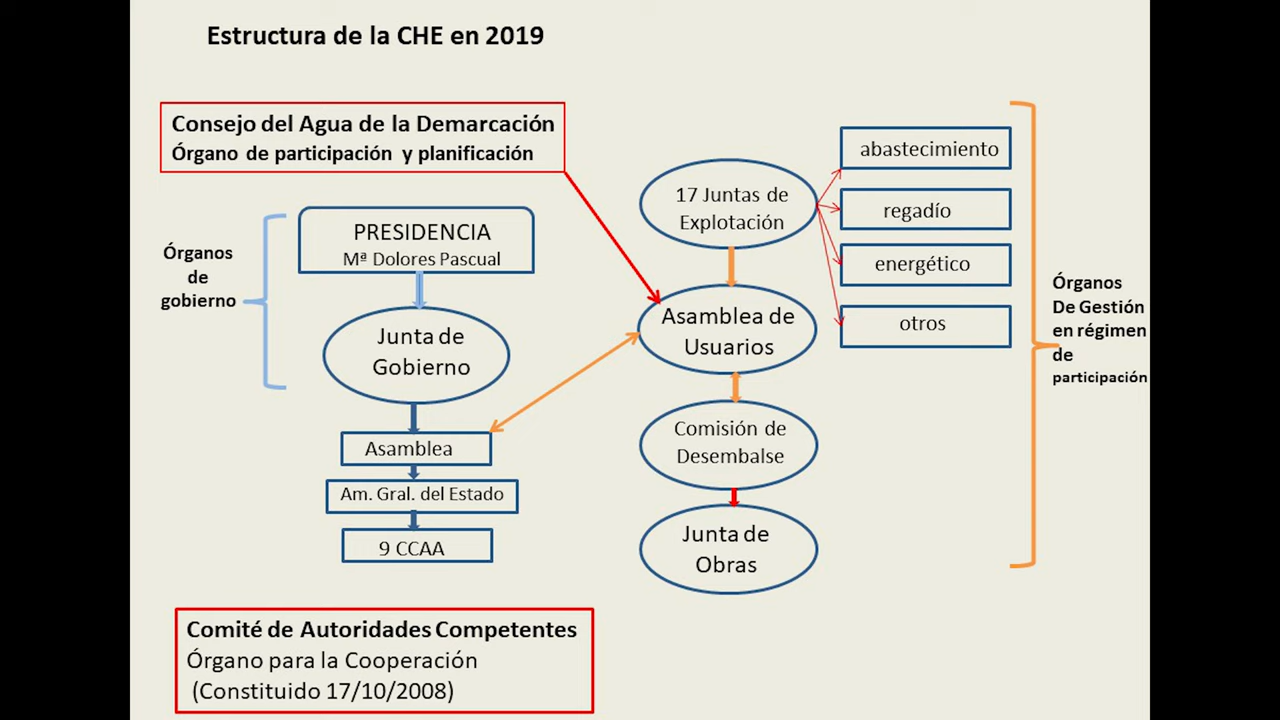 Estructura de la CHE en 2019
Consejo del Agua de la Demarcación
Órgano de participación y planificación
Órganos
de
gobierno
PRESIDENCIA
Mª Dolores Pascual
Junta de
Gobierno
Asamblea
Am. Gral. del Estado
9 CCAA
17 Juntas de
Explotación
Asamblea de
Usuarios
Comisión de
Desembalse
Junta de
Obras
abastecimiento
regadío
energético
otros
Órganos
De Gestión
en régimen
de
participación
Comité de Autoridades Competentes
Órgano para la Cooperación
(Constituido 17/10/2008)